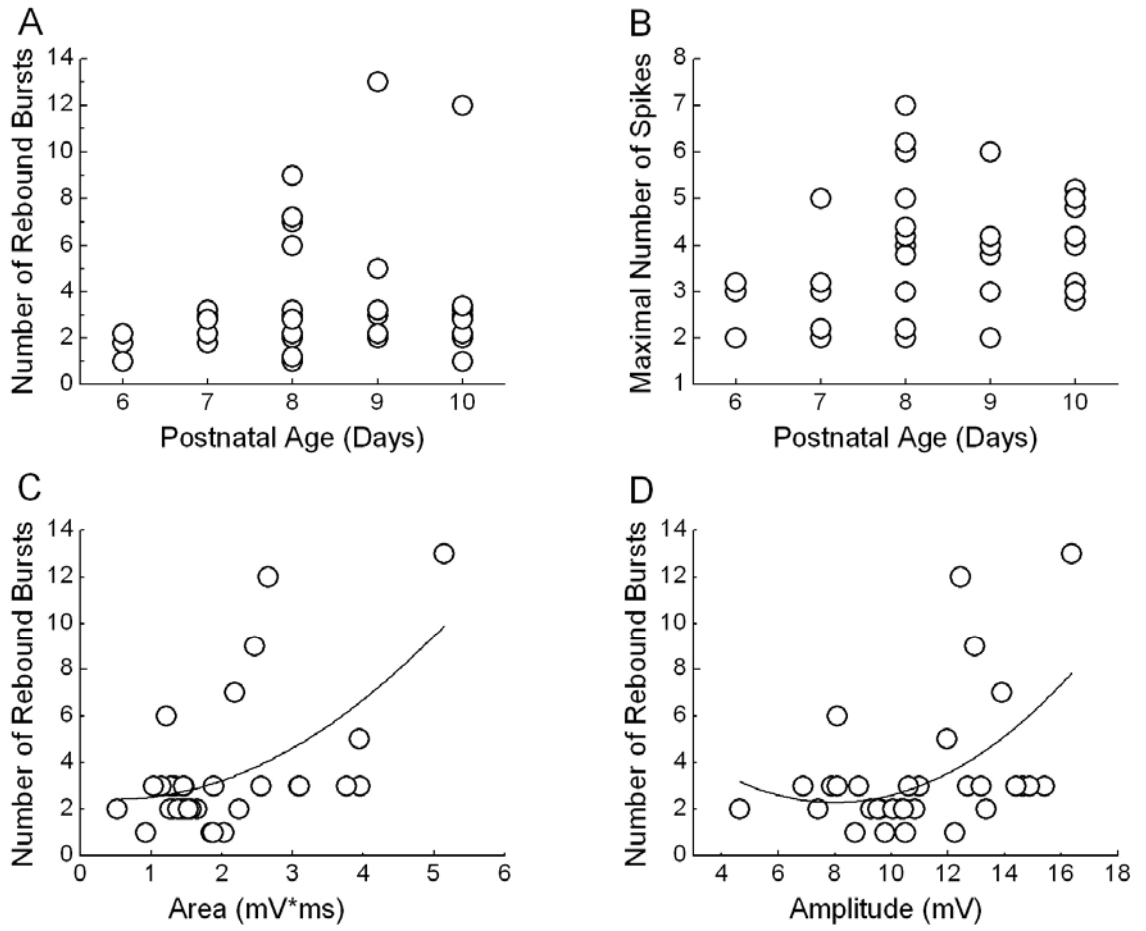 A
Number of Rebound Bursts
14
12
10
8
6
4
2
0
6 7 8 9 10
Postnatal Age (Days)
B
Maximal Number of Spikes
8
7
6
5
4
3
2
1
6 7 8 9 10
Postnatal Age (Days)
C
Number of Rebound Bursts
14
12
10
8
6
4
2
0
0 1 2 3 4 5 6
Area (mV*ms)
D
Number of Rebound Bursts
14
12
10
8
6
4
2
0
4 6 8 10 12 14 16 18
Amplitude (mV)